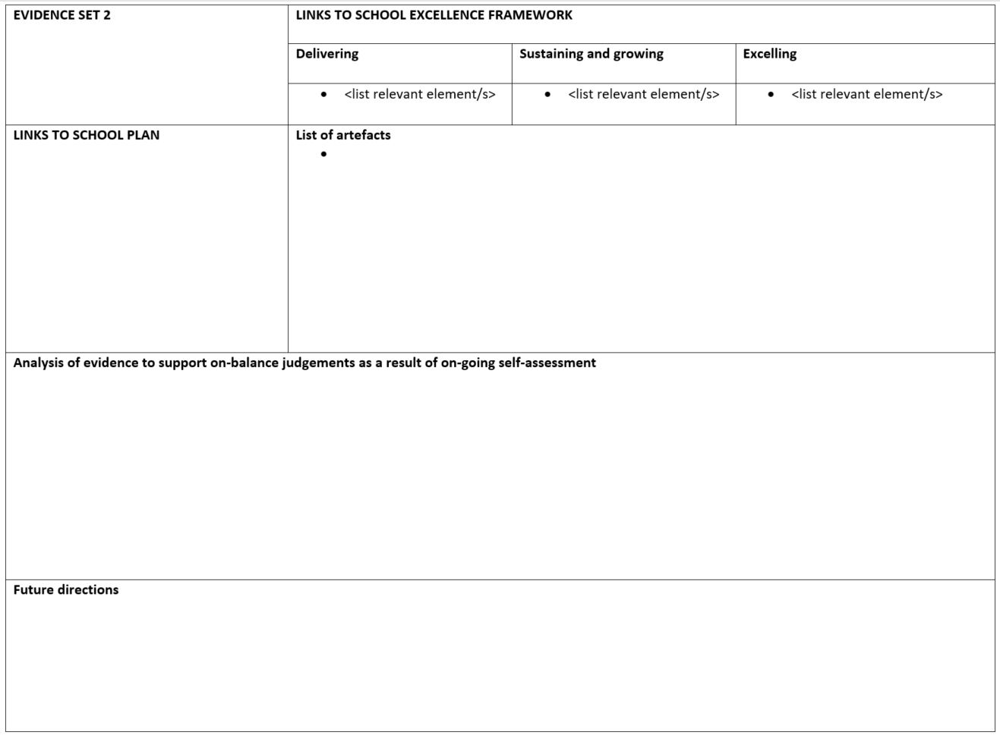 EVIDENCE SET 2
LINKS TO SCHOOL EXCELLENCE FRAMEWORK
Delivering
Sustaining and growing
Excelling
• <list relevant element/s>
• <list relevant element/s>
• <list relevant element/s>
LINKS TO SCHOOL PLAN
List of artefacts
•
Analysis of evidence to support on-balance judgements as a result of on-going self-assessment
Future directions